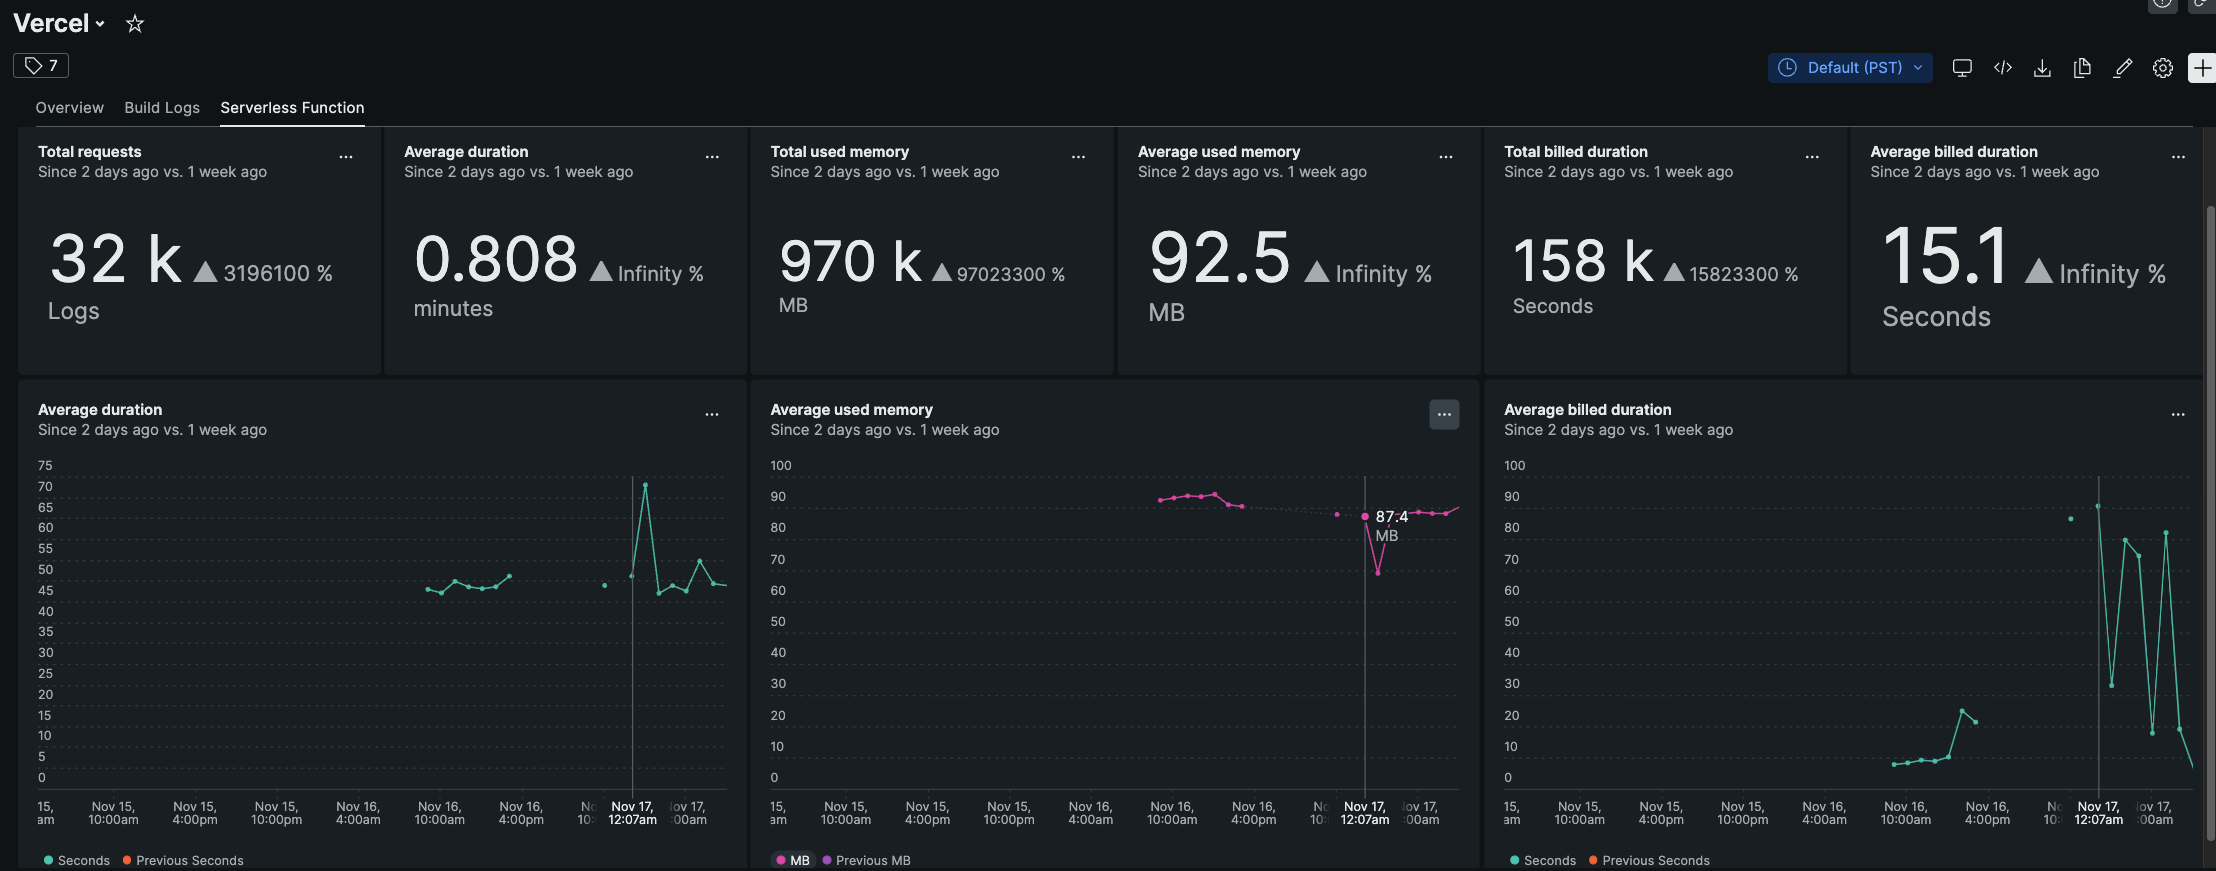 Vercel
7
Default (PST)
Overview Build Logs Serverless Function
Total requests
Since 2 days ago vs. 1 week ago
32 k 3196100 %
Logs
Average duration
Since 2 days ago vs. 1 week ago
0.808 Infinity %
minutes
Total used memory
Since 2 days ago vs. 1 week ago
970 k 97023300 %
MB
Average used memory
Since 2 days ago vs. 1 week ago
92.5 Infinity %
MB
Total billed duration
Since 2 days ago vs. 1 week ago
158 k 15823300 %
Seconds
Average billed duration
Since 2 days ago vs. 1 week ago
15.1 Infinity %
Seconds
Average duration
Since 2 days ago vs. 1 week ago
75
70
65
60
55
50
45
40
35
30
25
20
15
10
5
0
15, Nov 15, Nov 15, Nov 15, Nov 16, Nov 16, Nov 16, Nov 17,
am 10:00am 4:00pm 10:00pm 4:00am 10:00am 4:00pm 12:07am :00am
Seconds Previous Seconds
Average used memory
Since 2 days ago vs. 1 week ago
100
90
80
70
60
50
40
30
20
10
0
87.4
MB
15, Nov 15, Nov 15, Nov 15, Nov 16, Nov 16, Nov 16, Nov 17,
am 10:00am 4:00pm 10:00pm 4:00am 10:00am 4:00pm 12:07am :00am
MB Previous MB
Average billed duration
Since 2 days ago vs. 1 week ago
100
90
80
70
60
50
40
30
20
10
0
15, Nov 15, Nov 15, Nov 15, Nov 16, Nov 16, Nov 16, Nov 17,
am 10:00am 4:00pm 10:00pm 4:00am 10:00am 4:00pm 12:07am :00am
Seconds Previous Seconds